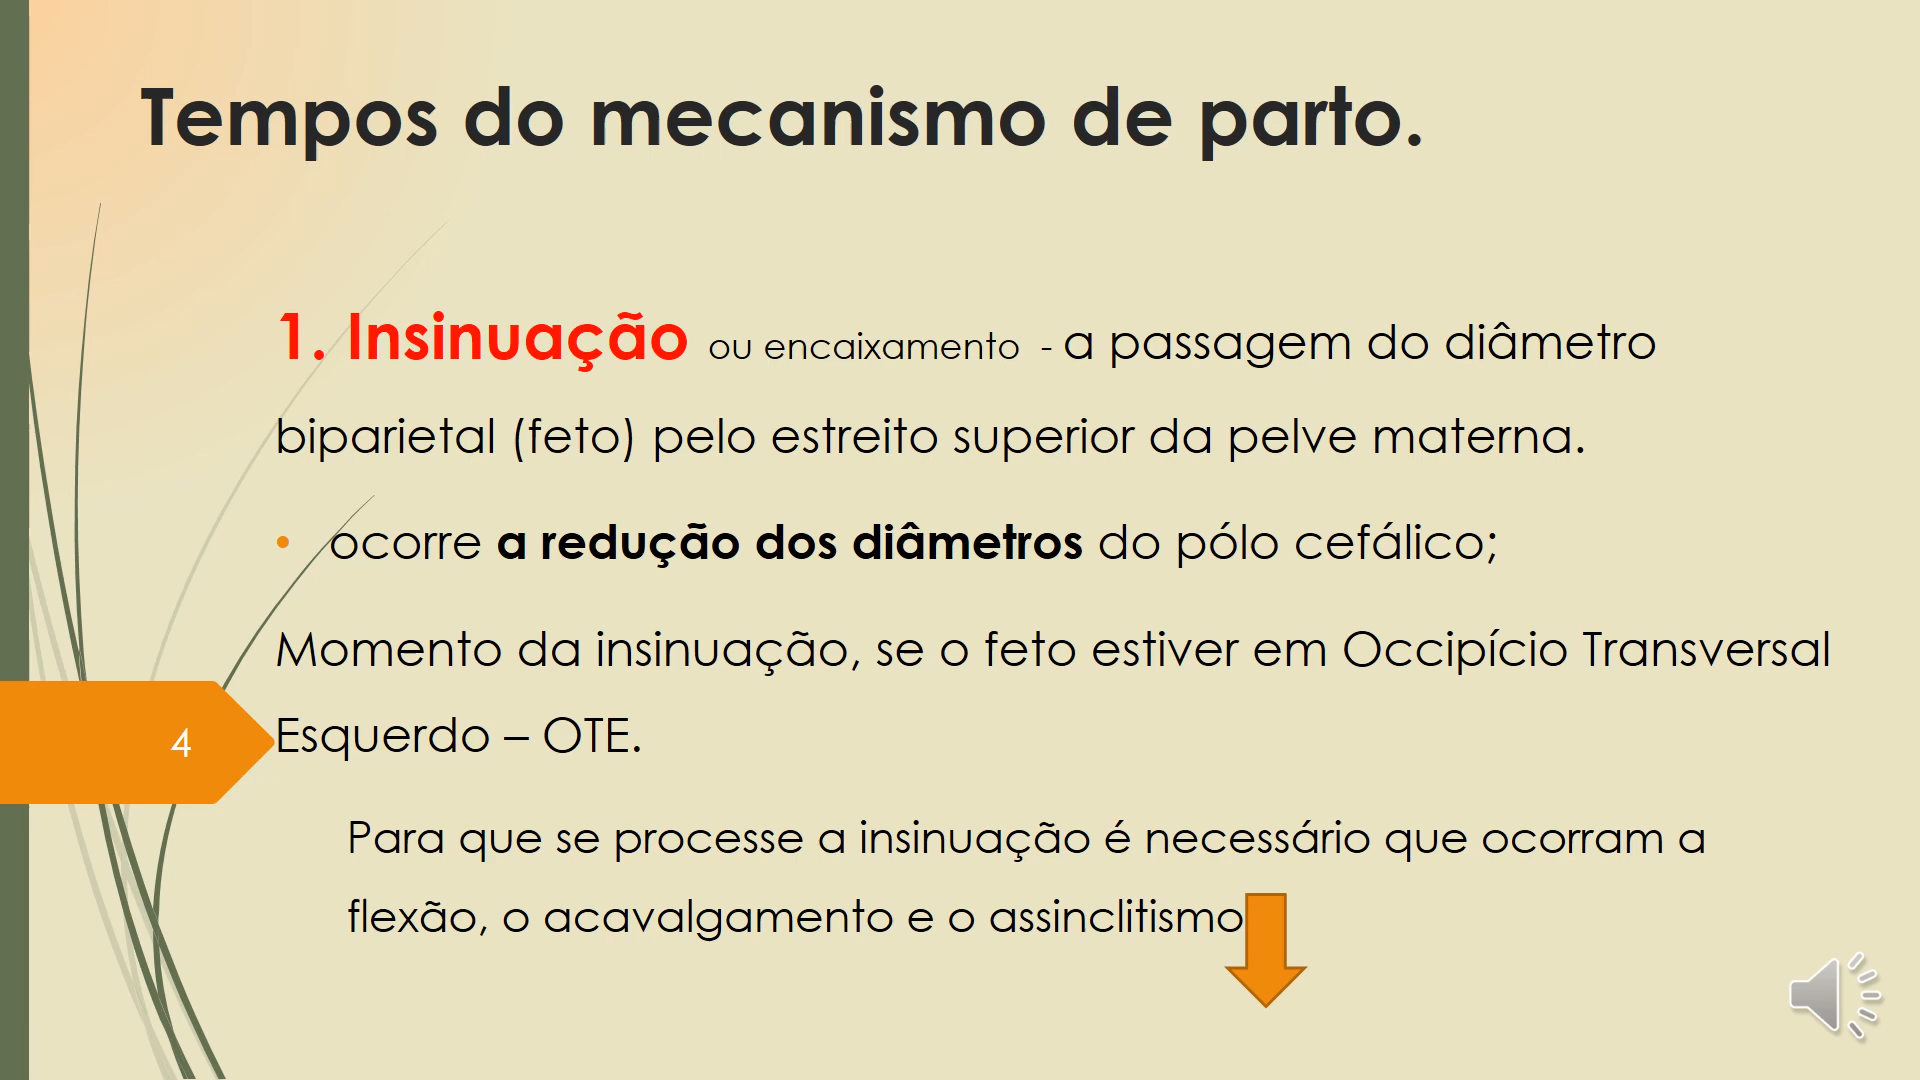 Tempos do mecanismo de parto.
1. Insinuação ou encaixamento - a passagem do diâmetro
biparietal (feto) pelo estreito superior da pelve materna.
• ocorre a redução dos diâmetros do pólo cefálico;
Momento da insinuação, se o feto estiver em Occipício Transversal
Esquerdo – OTE.
4
Para que se processe a insinuação é necessário que ocorram a
flexão, o acavalgamento e o assinclitismo